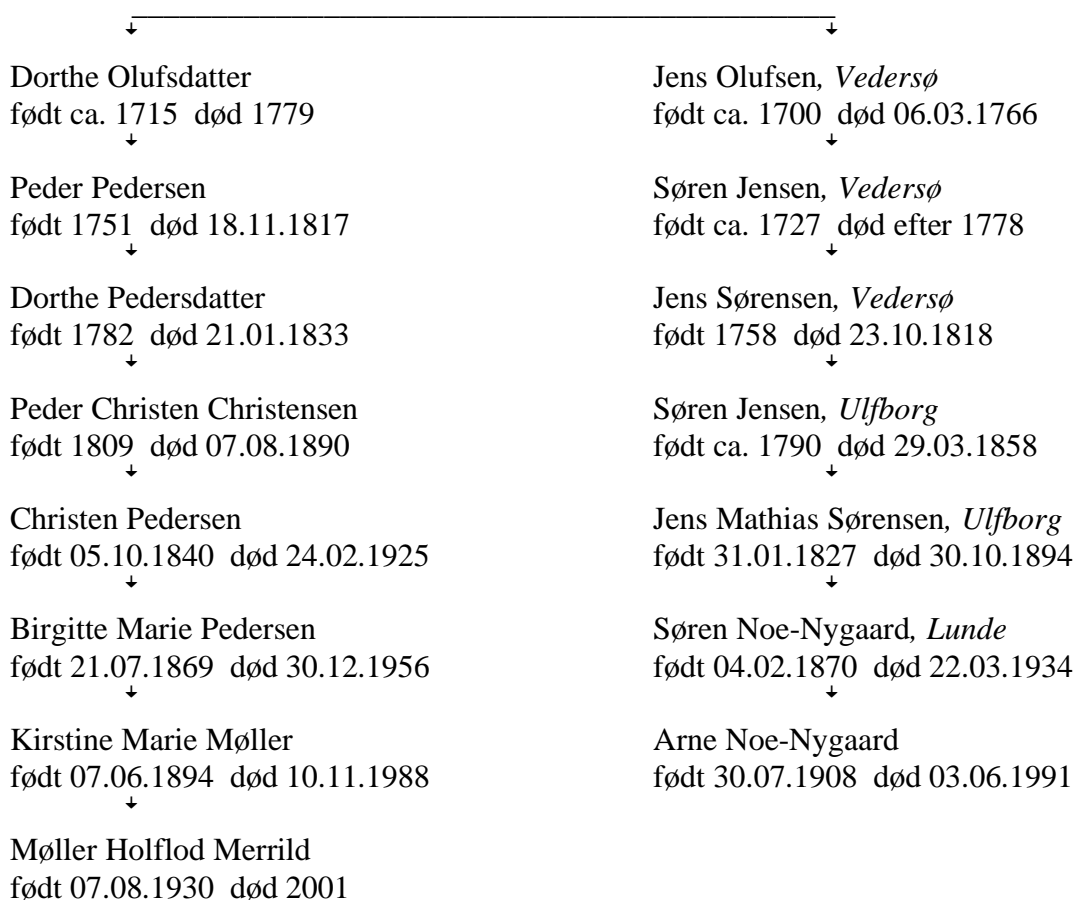 Dorthe Olufsdatter
født ca. 1715 død 1779
Peder Pedersen
født 1751 død 18.11.1817
Dorthe Pedersdatter
født 1782 død 21.01.1833
Peder Christen Christensen
født 1809 død 07.08.1890
Christen Pedersen
født 05.10.1840 død 24.02.1925
Birgitte Marie Pedersen
født 21.07.1869 død 30.12.1956
Kirstine Marie Møller
født 07.06.1894 død 10.11.1988
Møller Holflod Merrild
født 07.08.1930 død 2001
Jens Olufsen, Vedersø
født ca. 1700 død 06.03.1766
Søren Jensen, Vedersø
født ca. 1727 død efter 1778
Jens Sørensen, Vedersø
født 1758 død 23.10.1818
Søren Jensen, Ulfborg
født ca. 1790 død 29.03.1858
Jens Mathias Sørensen, Ulfborg
født 31.01.1827 død 30.10.1894
Søren Noe-Nygaard, Lunde
født 04.02.1870 død 22.03.1934
Arne Noe-Nygaard
født 30.07.1908 død 03.06.1991